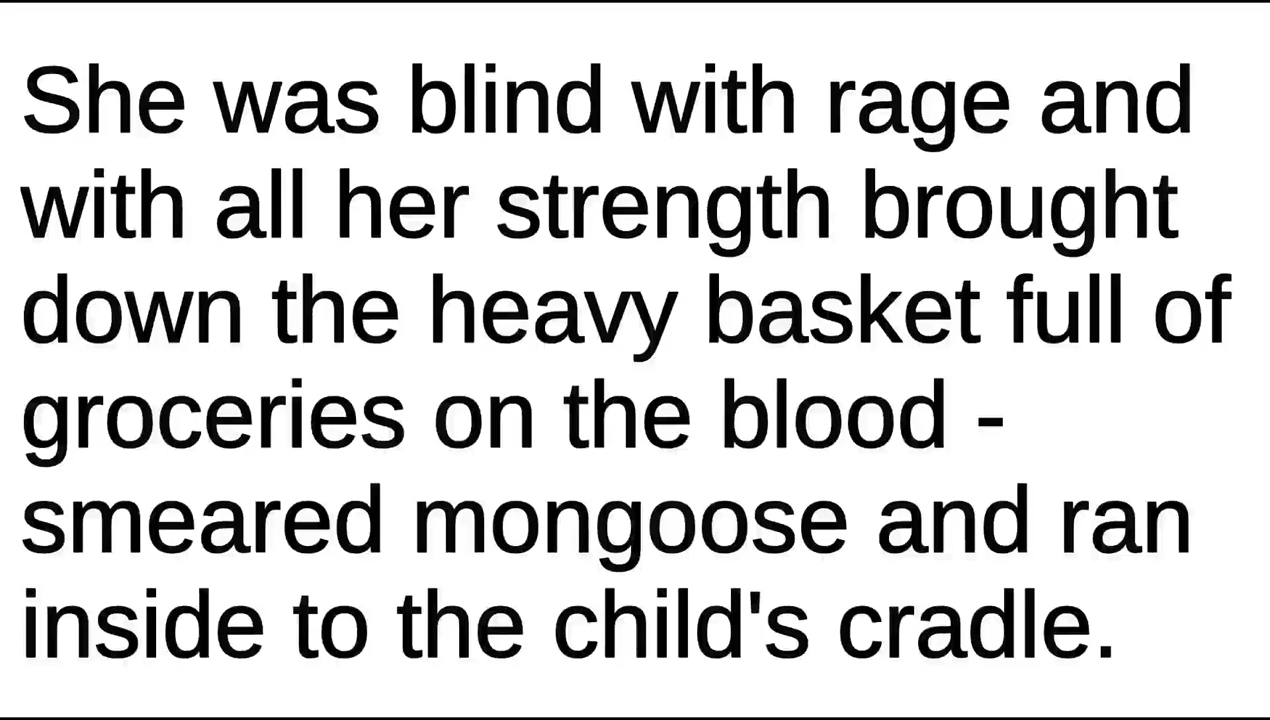 She was blind with rage and
with all her strength brought
down the heavy basket full of
groceries on the blood -
smeared mongoose and ran
inside to the child's cradle.